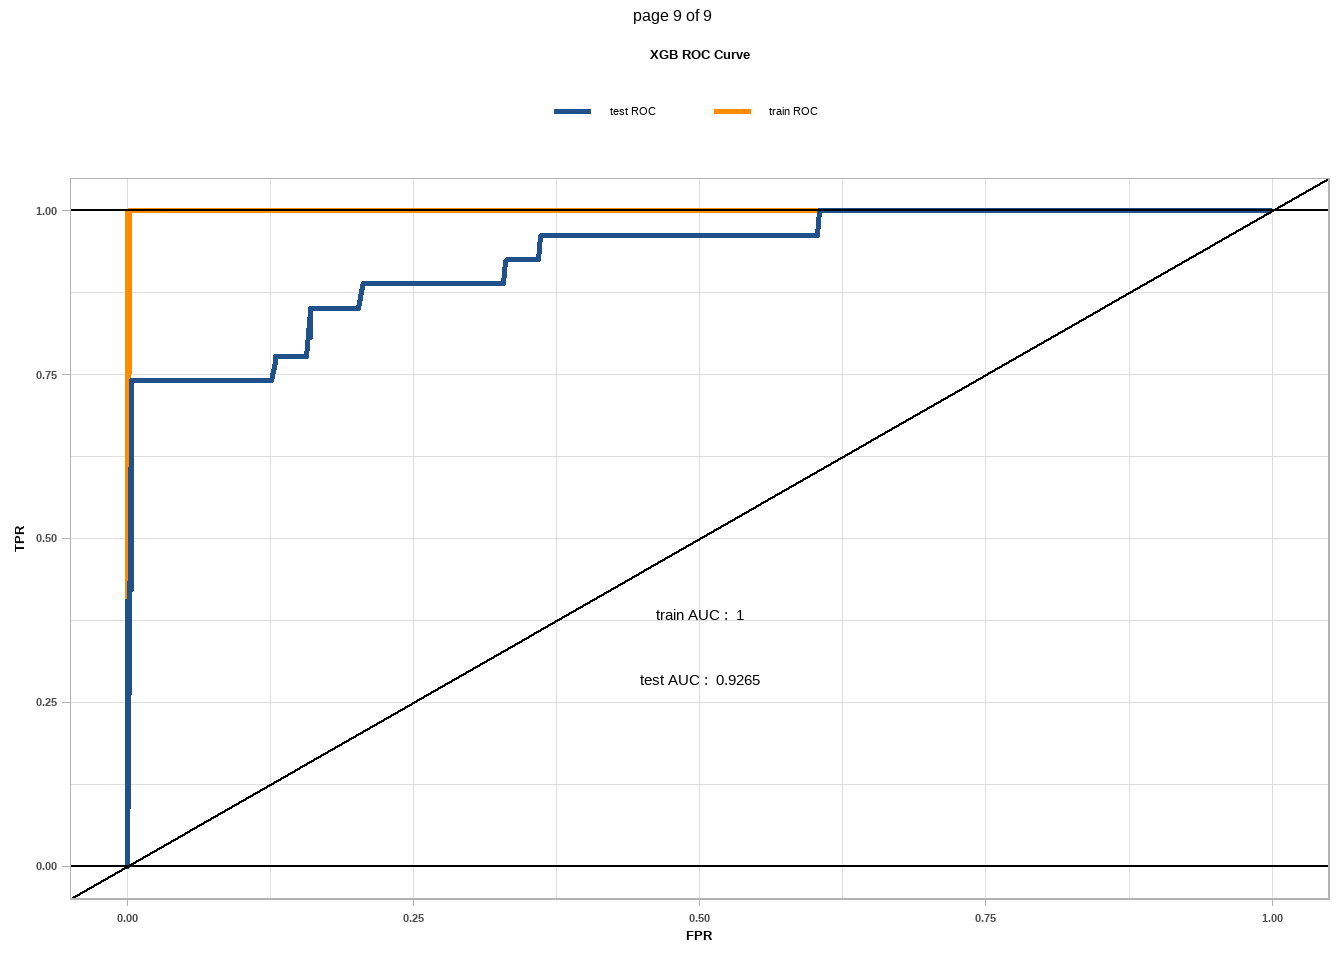 page 9 of 9
XGB ROC Curve
test ROC train ROC
1.00
0.75
TPR
0.50
train AUC : 1
test AUC : 0.9265
0.25
0.00
0.00 0.25 0.50 0.75 1.00
FPR